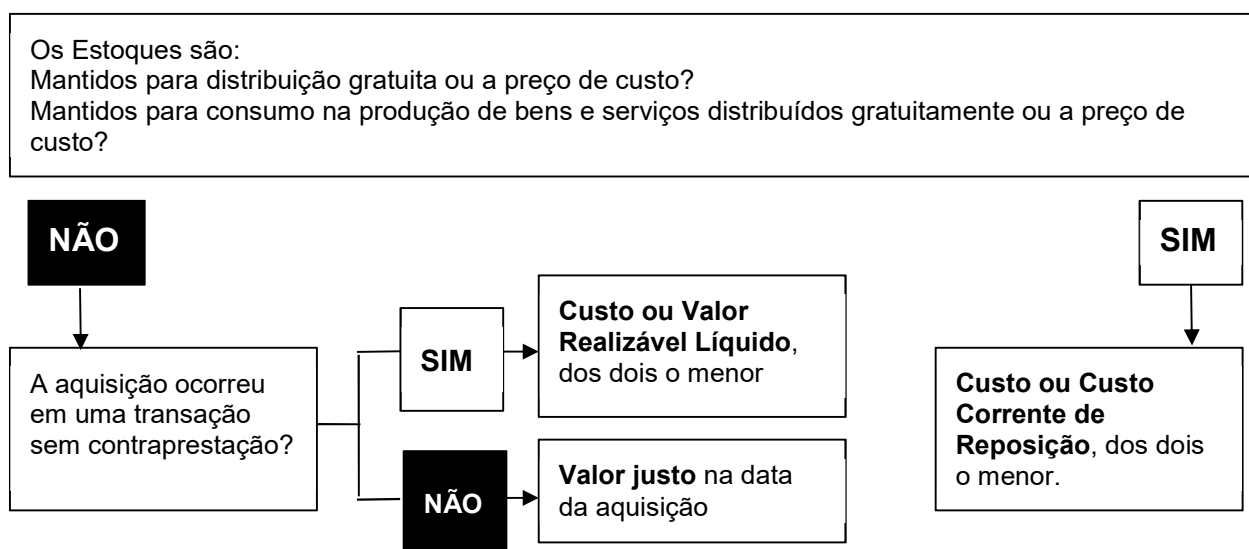 Os Estoques são:
Mantidos para distribuição gratuita ou a preço de custo?
Mantidos para consumo na produção de bens e serviços distribuídos gratuitamente ou a preço de
custo?
NÃO
SIM
A aquisição ocorreu
em uma transação
sem contraprestação?
SIM
Custo ou Valor
Realizável Líquido,
dos dois o menor
NÃO
Valor justo na data
da aquisição
Custo ou Custo
Corrente de
Reposição, dos dois
o menor.